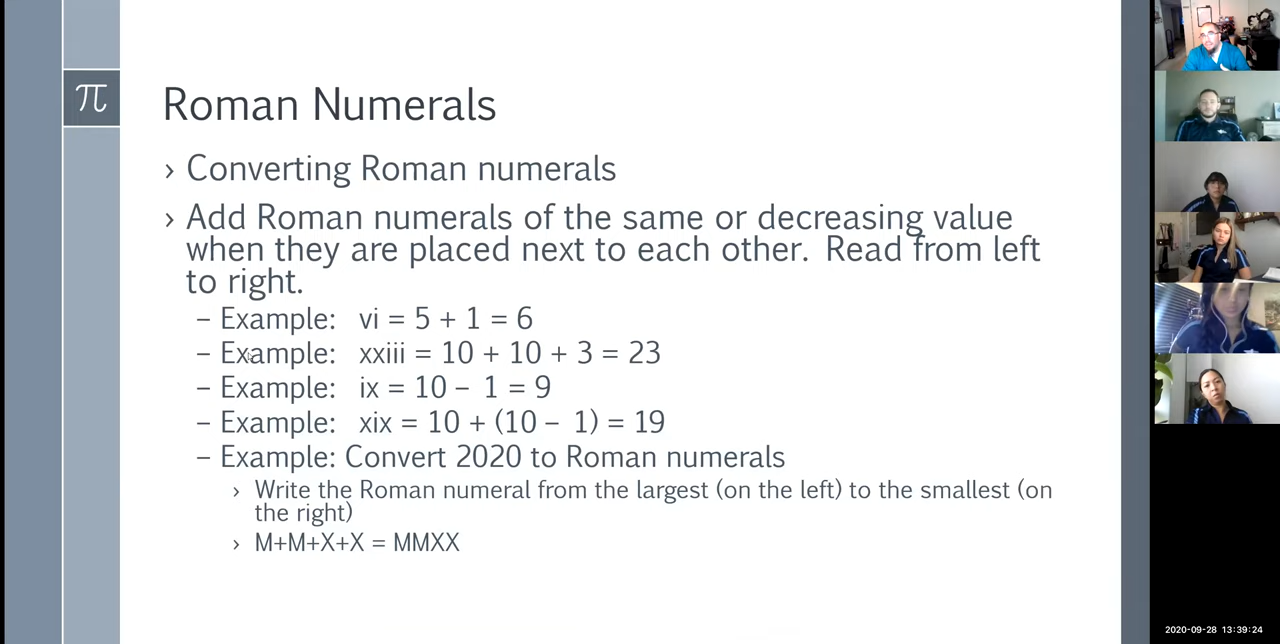 π
Roman Numerals
› Converting Roman numerals
› Add Roman numerals of the same or decreasing value
when they are placed next to each other. Read from left
to right.
– Example: vi = 5 + 1 = 6
– Example: xxiii = 10 + 10 + 3 = 23
– Example: ix = 10 – 1 = 9
– Example: xix = 10 + (10 – 1) = 19
– Example: Convert 2020 to Roman numerals
› Write the Roman numeral from the largest (on the left) to the smallest (on
the right)
› M+M+X+X = MMXX
2020-09-28 13:39:24